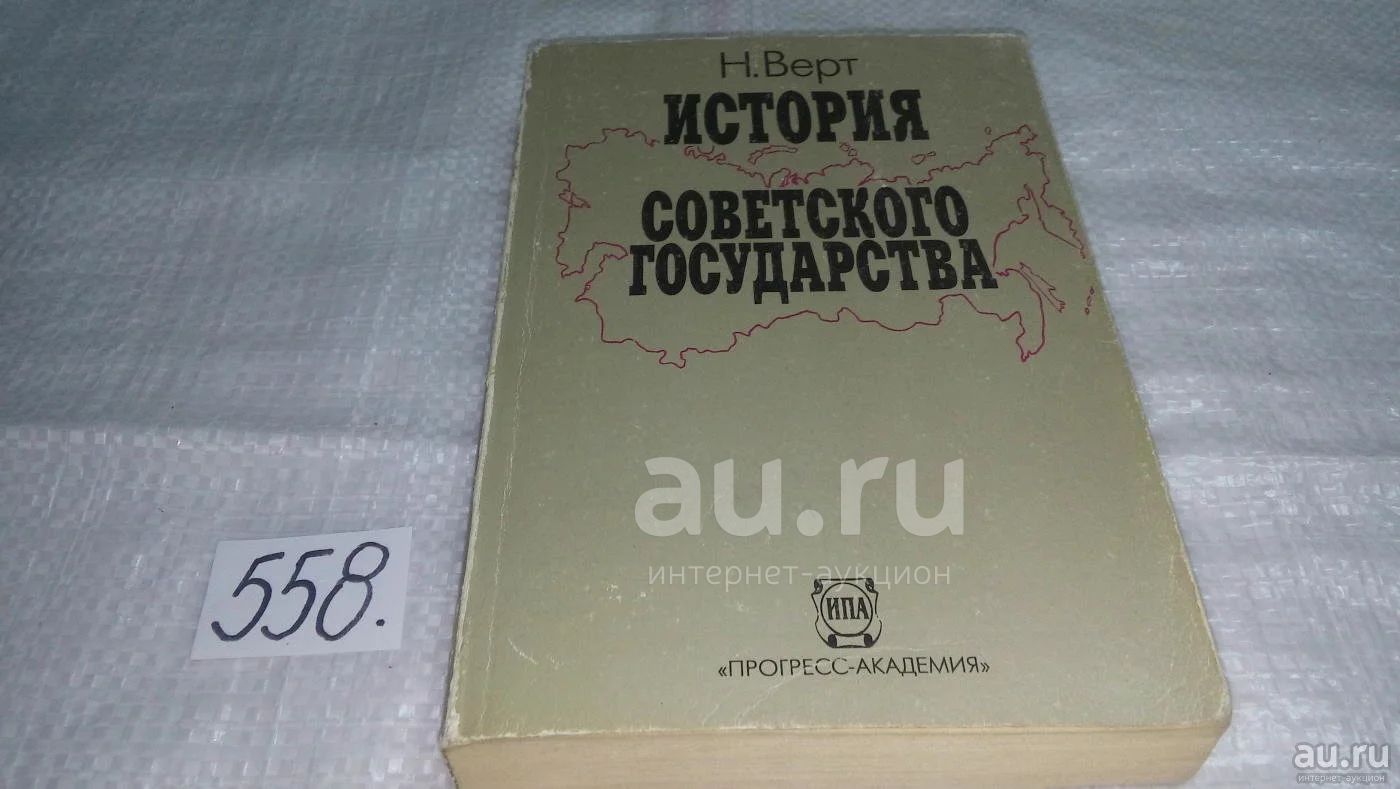 Н.Верт
ИСТОРИЯ
СОВЕТСКОГО
ГОСУДАРСТВА
au.ru
интернет-аукцион
ИПА
«ПРОГРЕСС-АКАДЕМИЯ»
558.
au.ru
интернет-аукцион